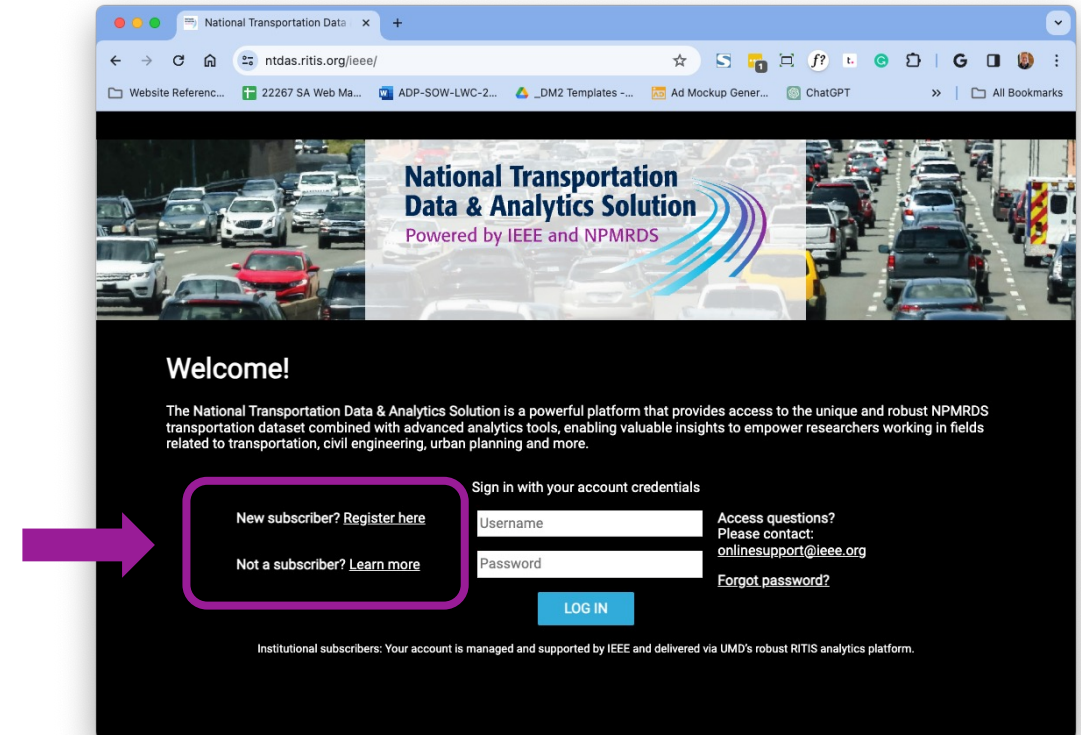 National Transportation Data
ntdas.ritis.org/ieee/
Website Referenc...
22267 SA Web Ma...
ADP-SOW-LWC-2...
_DM2 Templates -...
Ad Mockup Gener...
ChatGPT
»
All Bookmarks
National Transportation
Data & Analytics Solution
Powered by IEEE and NPMRDS
Welcome!
The National Transportation Data & Analytics Solution is a powerful platform that provides access to the unique and robust NPMRDS
transportation dataset combined with advanced analytics tools, enabling valuable insights to empower researchers working in fields
related to transportation, civil engineering, urban planning and more.
Sign in with your account credentials
New subscriber? Register here
Not a subscriber? Learn more
Username
Password
LOG IN
Access questions?
Please contact:
onlinesupport@ieee.org
Forgot password?
Institutional subscribers: Your account is managed and supported by IEEE and delivered via UMD's robust RITIS analytics platform.